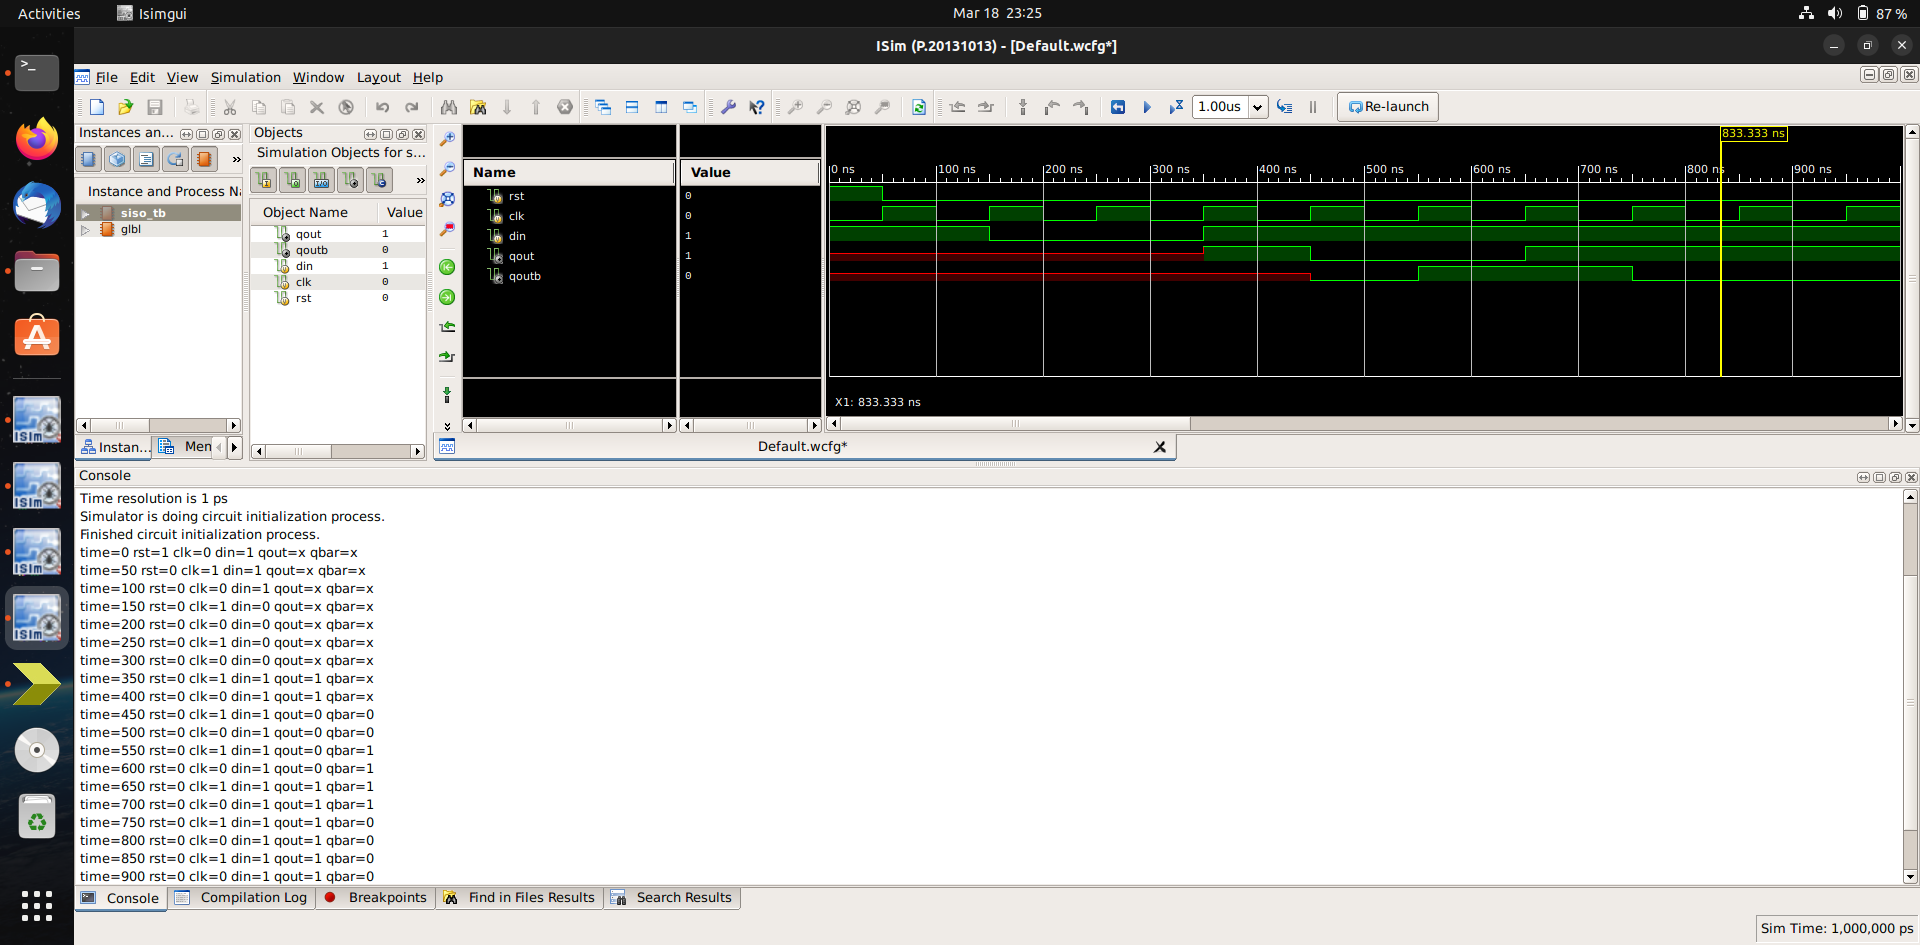 Activities
Isimgui
Mar 18 23:25
87 %
ISim (P.20131013) - [Default.wcfg*]
File Edit View Simulation Window Layout Help
1.00us
Re-launch
Instances an...
Instance and Process Na
siso_tb
glbl
Instan...
Men
Objects
Simulation Objects for s...
Object Name Value
qout 1
qoutb 0
din 1
clk 0
rst 0
Name Value
rst 0
clk 0
din 1
qout 1
qoutb 0
833.333 ns
0 ns 100 ns 200 ns 300 ns 400 ns 500 ns 600 ns 700 ns 800 ns 900 ns
X1: 833.333 ns
Default.wcfg*
Console
Time resolution is 1 ps
Simulator is doing circuit initialization process.
Finished circuit initialization process.
time=0 rst=1 clk=0 din=1 qout=x qbar=x
time=50 rst=0 clk=1 din=1 qout=x qbar=x
time=100 rst=0 clk=0 din=1 qout=x qbar=x
time=150 rst=0 clk=1 din=0 qout=x qbar=x
time=200 rst=0 clk=0 din=0 qout=x qbar=x
time=250 rst=0 clk=1 din=0 qout=x qbar=x
time=300 rst=0 clk=0 din=0 qout=x qbar=x
time=350 rst=0 clk=1 din=1 qout=1 qbar=x
time=400 rst=0 clk=0 din=1 qout=1 qbar=x
time=450 rst=0 clk=1 din=1 qout=0 qbar=0
time=500 rst=0 clk=0 din=1 qout=0 qbar=0
time=550 rst=0 clk=1 din=1 qout=0 qbar=1
time=600 rst=0 clk=0 din=1 qout=0 qbar=1
time=650 rst=0 clk=1 din=1 qout=1 qbar=1
time=700 rst=0 clk=0 din=1 qout=1 qbar=1
time=750 rst=0 clk=1 din=1 qout=1 qbar=0
time=800 rst=0 clk=0 din=1 qout=1 qbar=0
time=850 rst=0 clk=1 din=1 qout=1 qbar=0
time=900 rst=0 clk=0 din=1 qout=1 qbar=0
Console Compilation Log Breakpoints Find in Files Results Search Results
Sim Time: 1,000,000 ps
ISim
ISim
ISim
ISim